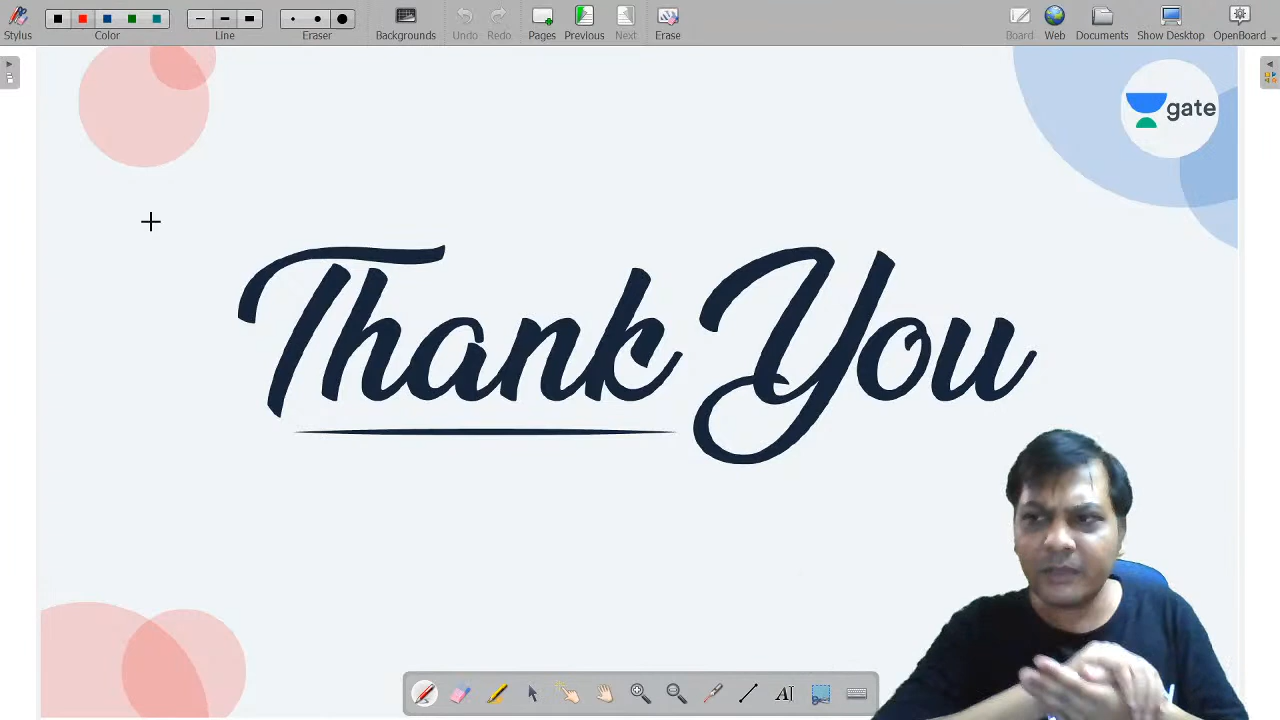 Stylus
Color
Line
Eraser
Backgrounds
Undo
Redo
Pages
Previous
Next
Erase
Board
Web
Documents
Show Desktop
OpenBoard
gate
Thank You
AI